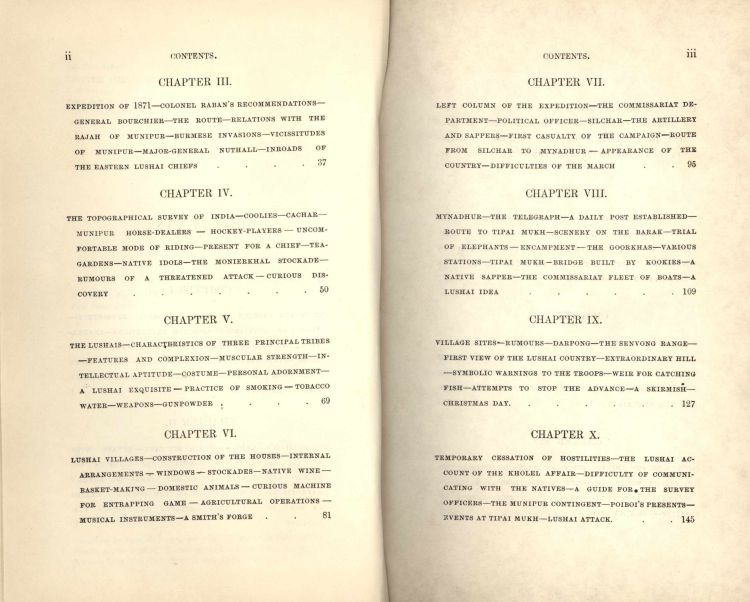 ii CONTENTS.
CHAPTER III.
EXPEDITION OF 1871—COLONEL RABAN'S RECOMMENDATIONS—
GENERAL BOURCHIER—THE ROUTE—RELATIONS WITH THE
RAJAH OF MUNIPUR—BURMESE INVASIONS—VICISSITUDES
OF MUNIPUR—MAJOR-GENERAL NUTHALL—INROADS OF
THE EASTERN LUSHAI CHIEFS . . . . 37
CHAPTER IV.
THE TOPOGRAPHICAL SURVEY OF INDIA—COOLIES—CACHAR—
MUNIPUR HORSE-DEALERS — HOCKEY-PLAYERS — UNCOM-
FORTABLE MODE OF RIDING—PRESENT FOR A CHIEF—TEA-
GARDENS—NATIVE IDOLS—THE MONIERKHAL STOCKADE—
RUMOURS OF A THREATENED ATTACK — CURIOUS DIS-
COVERY . . . . . . . 50
CHAPTER V.
THE LUSHAIS—CHARACTERISTICS OF THREE PRINCIPAL TRIBES
—FEATURES AND COMPLEXION—MUSCULAR STRENGTH—IN-
TELLECTUAL APTITUDE—COSTUME—PERSONAL ADORNMENT—
A LUSHAI EXQUISITE — PRACTICE OF SMOKING — TOBACCO
WATER—WEAPONS—GUNPOWDER . . . . 69
CHAPTER VI.
LUSHAI VILLAGES—CONSTRUCTION OF THE HOUSES—INTERNAL
ARRANGEMENTS — WINDOWS — STOCKADES—NATIVE WINE—
BASKET-MAKING — DOMESTIC ANIMALS — CURIOUS MACHINE
FOR ENTRAPPING GAME — AGRICULTURAL OPERATIONS —
MUSICAL INSTRUMENTS—A SMITH'S FORGE . . 81
CONTENTS. iii
CHAPTER VII.
LEFT COLUMN OF THE EXPEDITION—THE COMMISSARIAT DE-
PARTMENT—POLITICAL OFFICER—SILCHAR—THE ARTILLERY
AND SAPPERS—FIRST CASUALTY OF THE CAMPAIGN—ROUTE
FROM SILCHAR TO MYNADHUR — APPEARANCE OF THE
COUNTRY—DIFFICULTIES OF THE MARCH . . 95
CHAPTER VIII.
MYNADHUR—THE TELEGRAPH—A DAILY POST ESTABLISHED—
ROUTE TO TIPAI MUKH—SCENERY ON THE BARAK—TRIAL
OF ELEPHANTS—ENCAMPMENT—THE GOORKHAS—VARIOUS
STATIONS—TIPAI MUKH—BRIDGE BUILT BY KOOKIES—A
NATIVE SAPPER—THE COMMISSARIAT FLEET OF BOATS—A
LUSHAI IDEA . . . . . 109
CHAPTER IX.
VILLAGE SITES—RUMOURS—DARPONG—THE SENVONG RANGE—
FIRST VIEW OF THE LUSHAI COUNTRY—EXTRAORDINARY HILL
—SYMBOLIC WARNINGS TO THE TROOPS—WEIR FOR CATCHING
FISH—ATTEMPTS TO STOP THE ADVANCE—A SKIRMISH—
CHRISTMAS DAY. . . . . . 127
CHAPTER X.
TEMPORARY CESSATION OF HOSTILITIES—THE LUSHAI AC-
COUNT OF THE KHOLEL AFFAIR—DIFFICULTY OF COMMUNI-
CATING WITH THE NATIVES—A GUIDE FOR THE SURVEY
OFFICERS—THE MUNIPUR CONTINGENT—POIBOI'S PRESENTS—
EVENTS AT TIPAI MUKH—LUSHAI ATTACK. . . 145